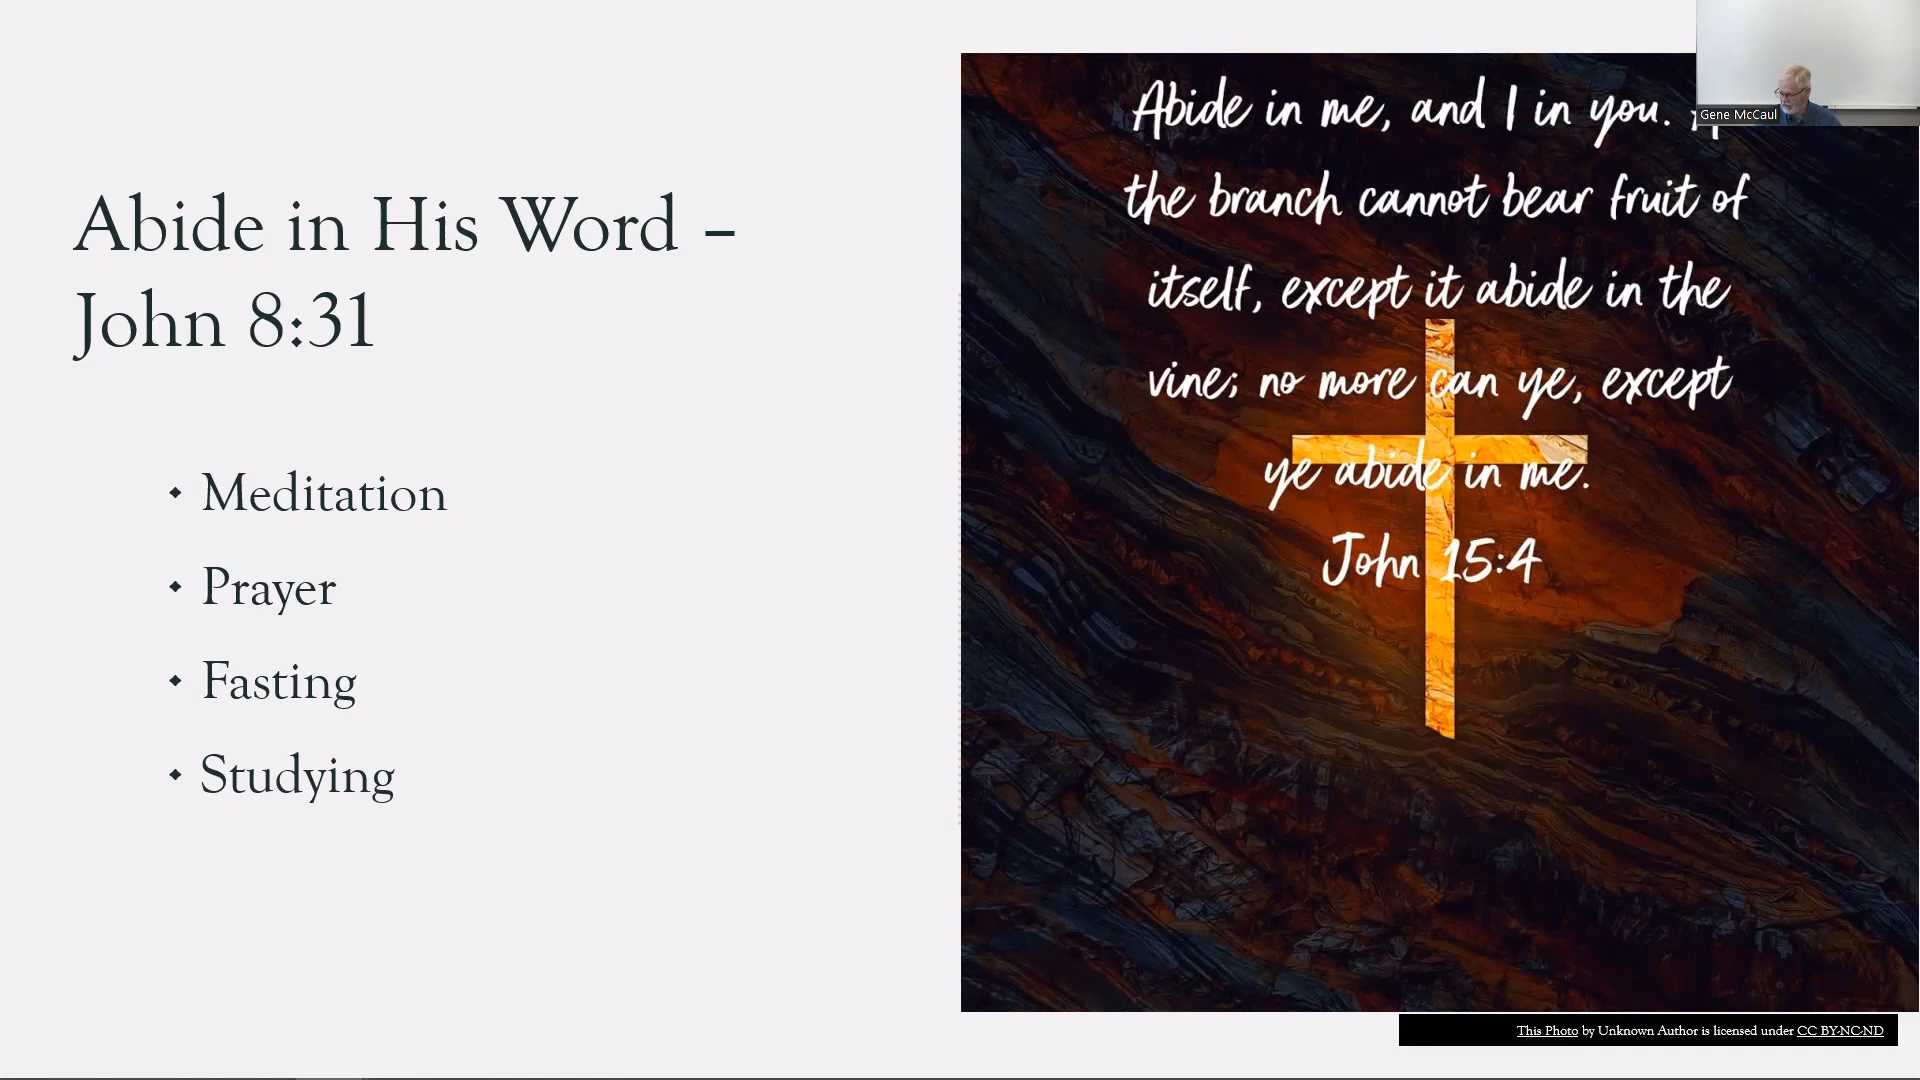 Abide in His Word –
John 8:31
• Meditation
• Prayer
• Fasting
• Studying
Abide in me, and I in you.
the branch cannot bear fruit of
itself, except it abide in the
vine; no more can ye, except
ye abide in me.
John 15:4
Gene McCaul
This Photo by Unknown Author is licensed under CC BY-NC-ND